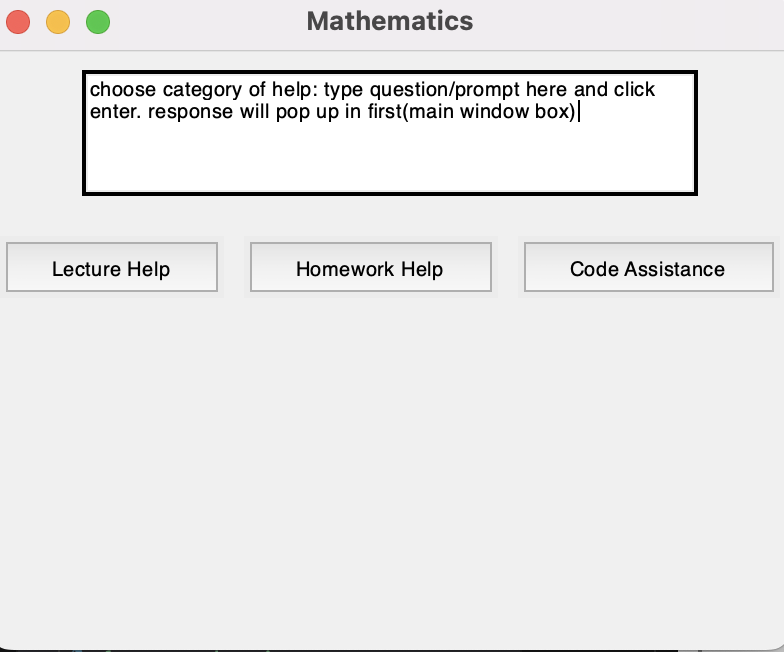 Mathematics
choose category of help: type question/prompt here and click
enter. response will pop up in first(main window box)
Lecture Help
Homework Help
Code Assistance